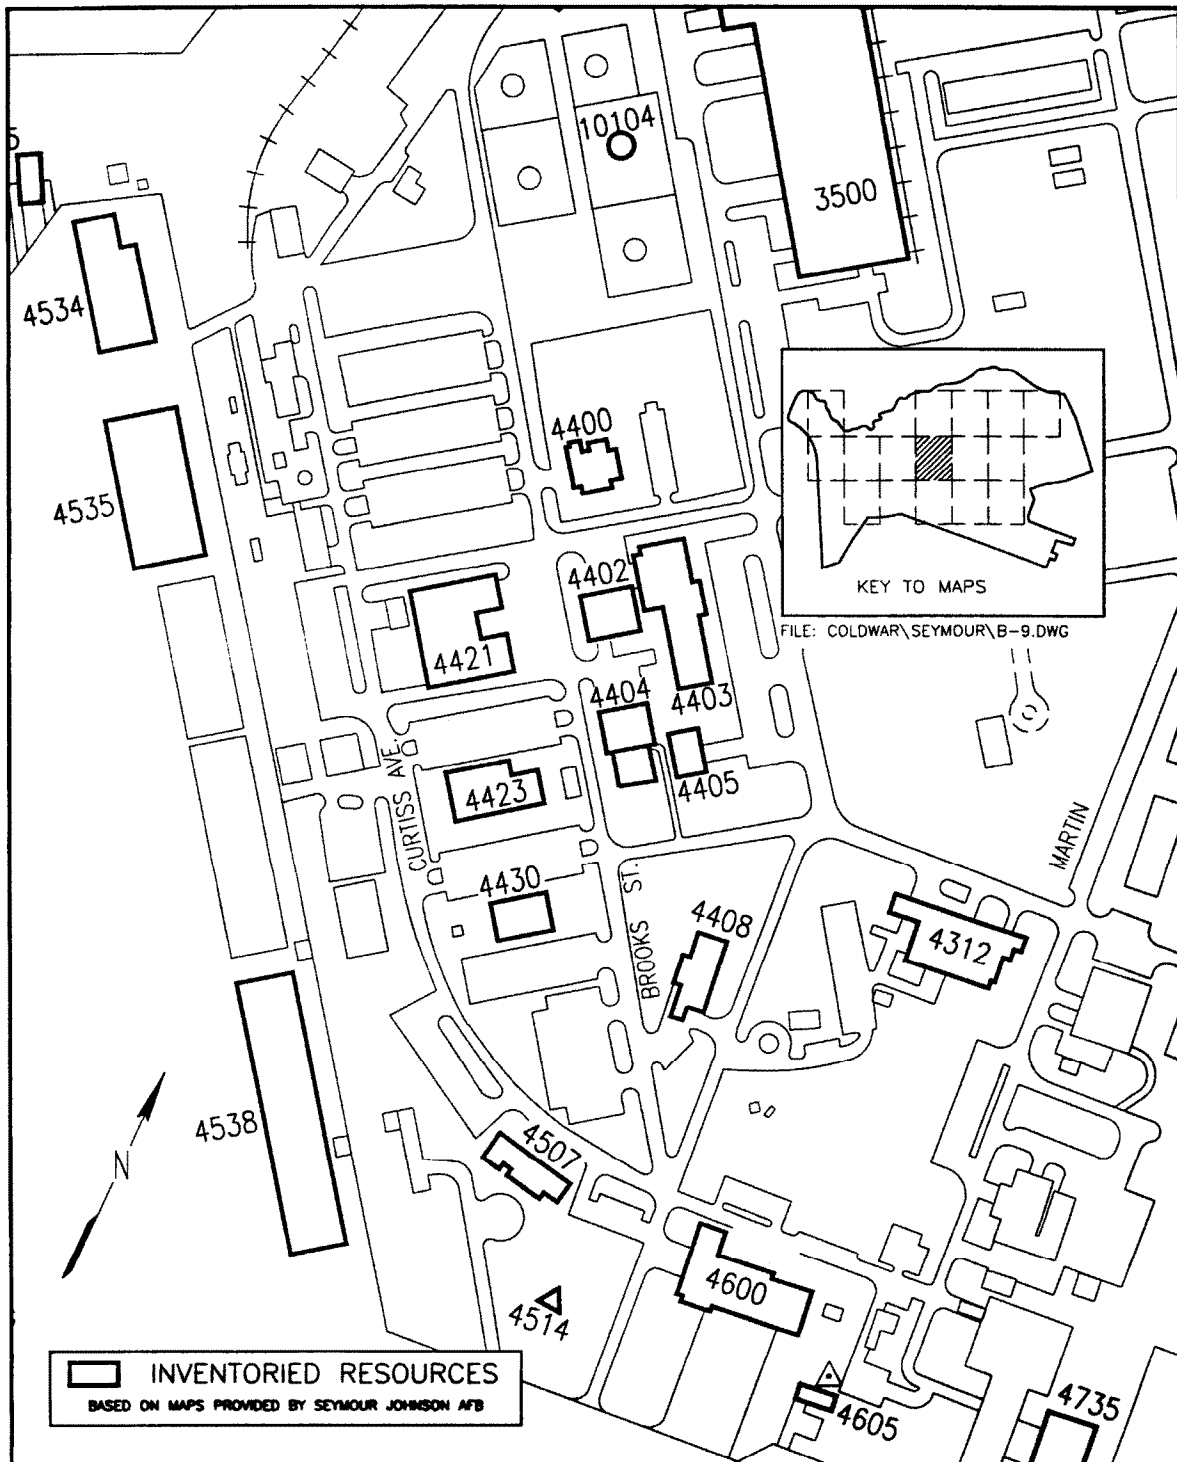 10104
3500
5
4534
4400
4535
4402
KEY TO MAPS
FILE: COLDWAR\SEYMOUR\B-9.DWG
4421
4404
4403
CURTISS AVE.
4423
4405
MARTIN
4430
BROOKS ST.
4408
4312
4538
N
4507
4600
4514
INVENTORIED RESOURCES
BASED ON MAPS PROVIDED BY SEYMOUR JOHNSON AFB
4735
4605